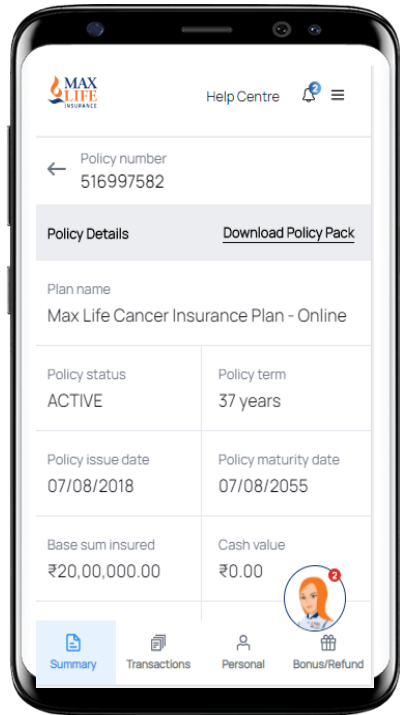 MAX
LIFE
INSURANCE
Help Centre
2
Policy number
516997582
Policy Details
Download Policy Pack
Plan name
Max Life Cancer Insurance Plan - Online
Policy status
Policy term
ACTIVE
37 years
Policy issue date
Policy maturity date
07/08/2018
07/08/2055
Base sum insured
Cash value
₹20,00,000.00
₹0.00
2
Summary
Transactions
Personal
Bonus/Refund